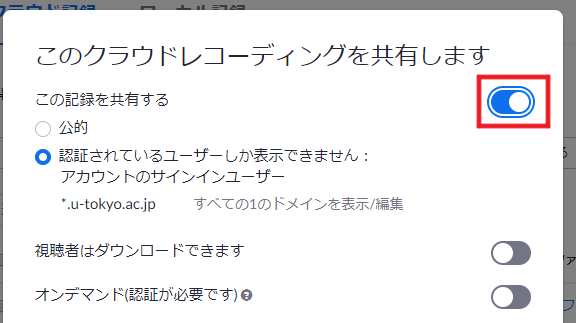 クラウド記録 ローカル記録
このクラウドレコーディングを共有します
この記録を共有する
公的
認証されているユーザーしか表示できません：
アカウントのサインインユーザー
*.u-tokyo.ac.jp すべての1のドメインを表示/編集
視聴者はダウンロードできます
オンデマンド(認証が必要です)